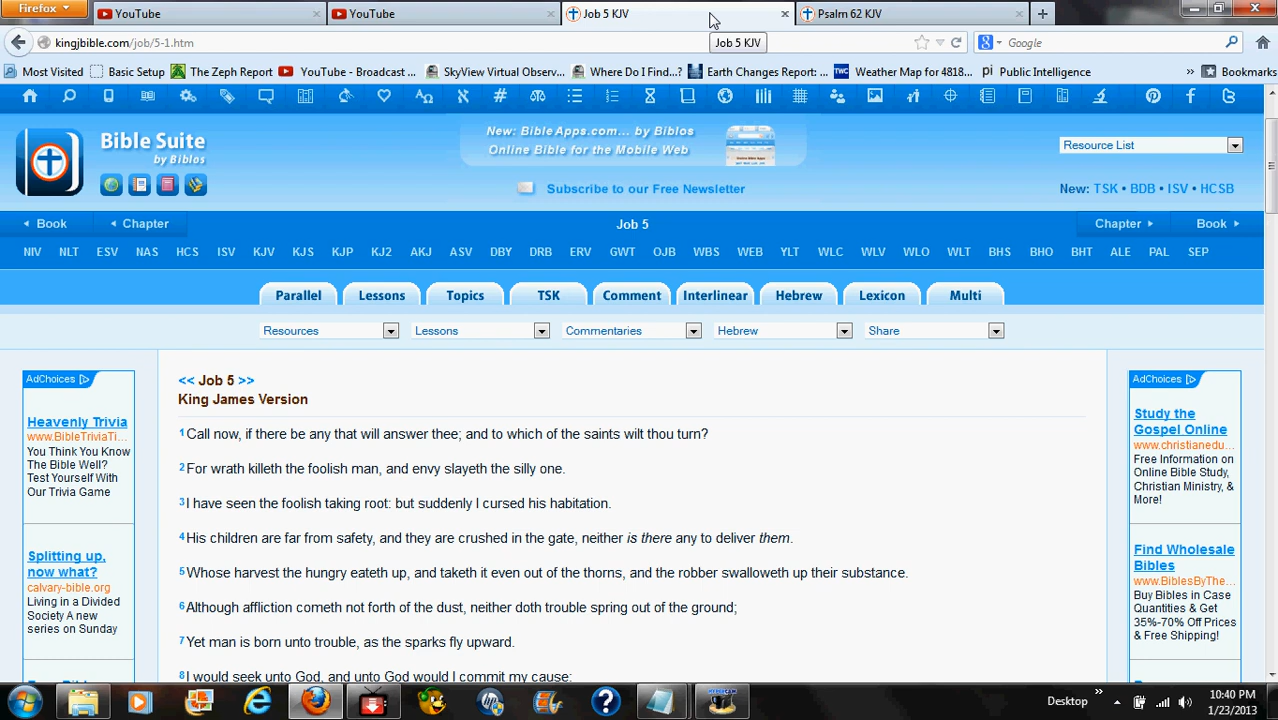 Firefox
YouTube
YouTube
Job 5 KJV
Psalm 62 KJV
kingjbible.com/job/5-1.htm
Job 5 KJV
Google
Most Visited
Basic Setup
The Zeph Report
YouTube - Broadcast ...
SkyView Virtual Observ...
Where Do I Find...?
Earth Changes Report: ...
TWC Weather Map for 4818...
pi Public Intelligence
»
Bookmarks
Bible Suite
by Biblos
New: BibleApps.com... by Biblos
Online Bible for the Mobile Web
Subscribe to our Free Newsletter
Resource List
New: TSK • BDB • ISV • HCSB
Book
Chapter
Job 5
Chapter
Book
NIV NLT ESV NAS HCS ISV KJV KJS KJP KJ2 AKJ ASV DBY DRB ERV GWT OJB WBS WEB YLT WLC WLV WLO WLT BHS BHO BHT ALE PAL SEP
Parallel Lessons Topics TSK Comment Interlinear Hebrew Lexicon Multi
Resources Lessons Commentaries Hebrew Share
AdChoices
Heavenly Trivia
www.BibleTriviaTi...
You Think You Know
The Bible Well?
Test Yourself With
Our Trivia Game
Splitting up,
now what?
calvary-bible.org
Living in a Divided
Society A new
series on Sunday
<< Job 5 >>
King James Version
1Call now, if there be any that will answer thee; and to which of the saints wilt thou turn?
2For wrath killeth the foolish man, and envy slayeth the silly one.
3I have seen the foolish taking root: but suddenly I cursed his habitation.
4His children are far from safety, and they are crushed in the gate, neither is there any to deliver them.
5Whose harvest the hungry eateth up, and taketh it even out of the thorns, and the robber swalloweth up their substance.
6Although affliction cometh not forth of the dust, neither doth trouble spring out of the ground;
7Yet man is born unto trouble, as the sparks fly upward.
8I would seek unto God, and unto God would I commit my cause:
AdChoices
Study the
Gospel Online
www.christianedu...
Free Information on
Online Bible Study,
Christian Ministry, &
More!
Find Wholesale
Bibles
www.BiblesByThe...
Buy Bibles in Case
Quantities & Get
35%-70% Off Prices
& Free Shipping!
Desktop
»
10:40 PM
1/23/2013